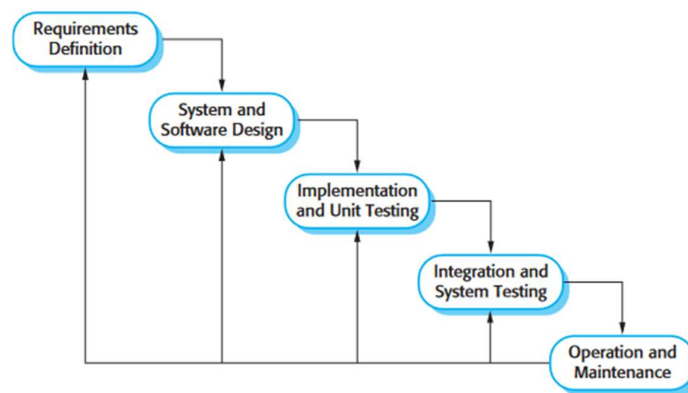 Requirements
Definition
System and
Software Design
Implementation
and Unit Testing
Integration and
System Testing
Operation and
Maintenance